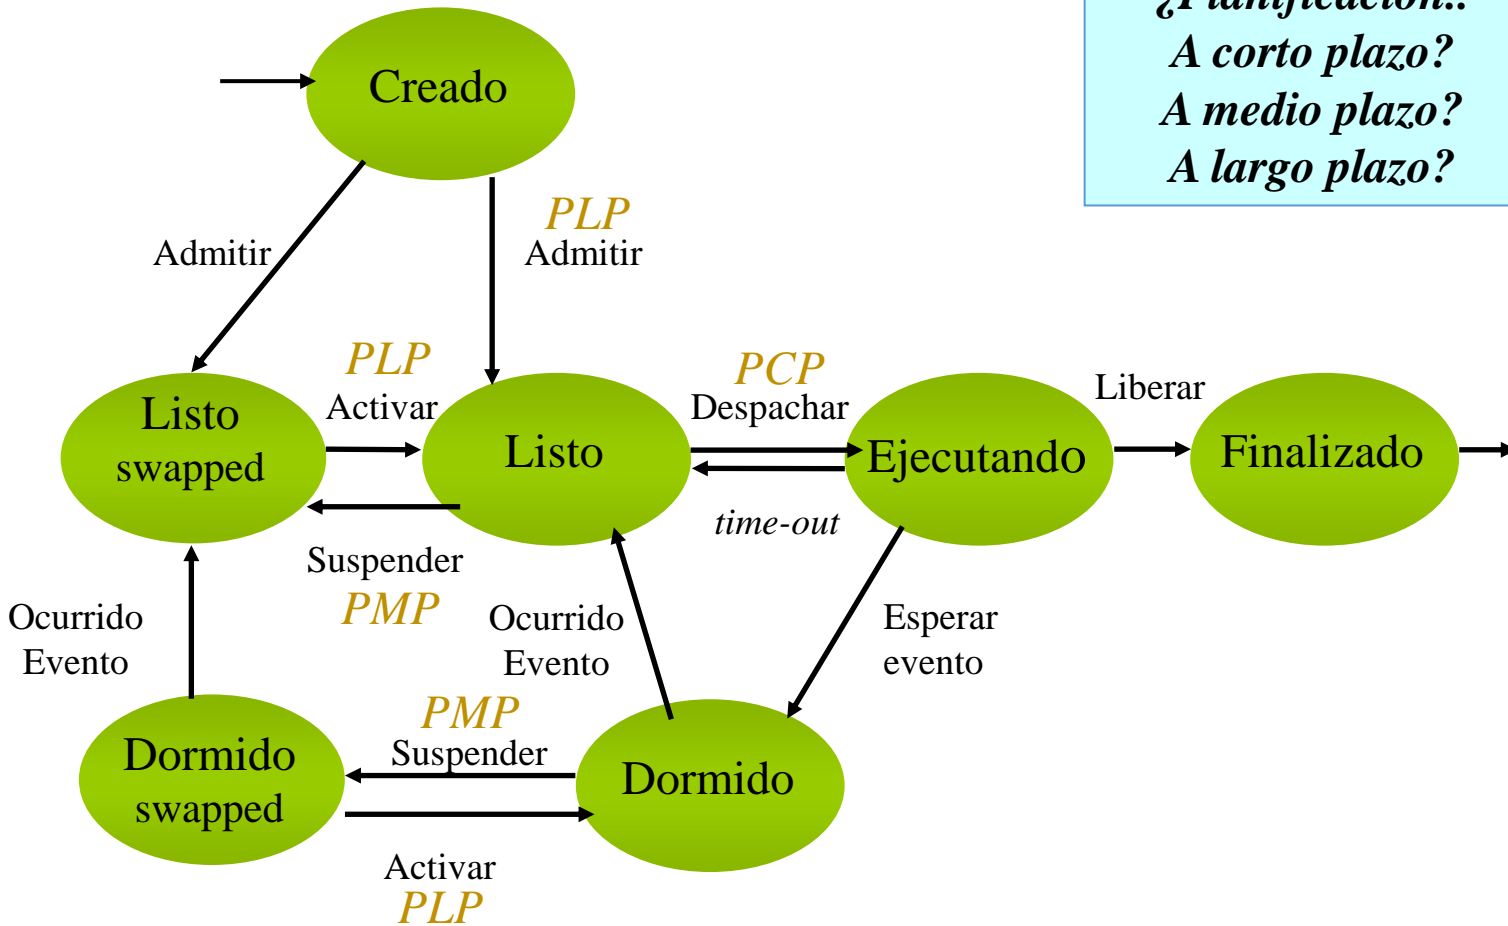 ¿Planificación..
A corto plazo?
A medio plazo?
A largo plazo?
Creado
PLP
Admitir
Admitir
PLP
Activar
PCP
Despachar
Liberar
Listo
swapped
Listo
Ejecutando
Finalizado
time-out
Suspender
PMP
Ocurrido
Evento
Ocurrido
Evento
Esperar
evento
PMP
Suspender
Dormido
swapped
Dormido
Activar
PLP